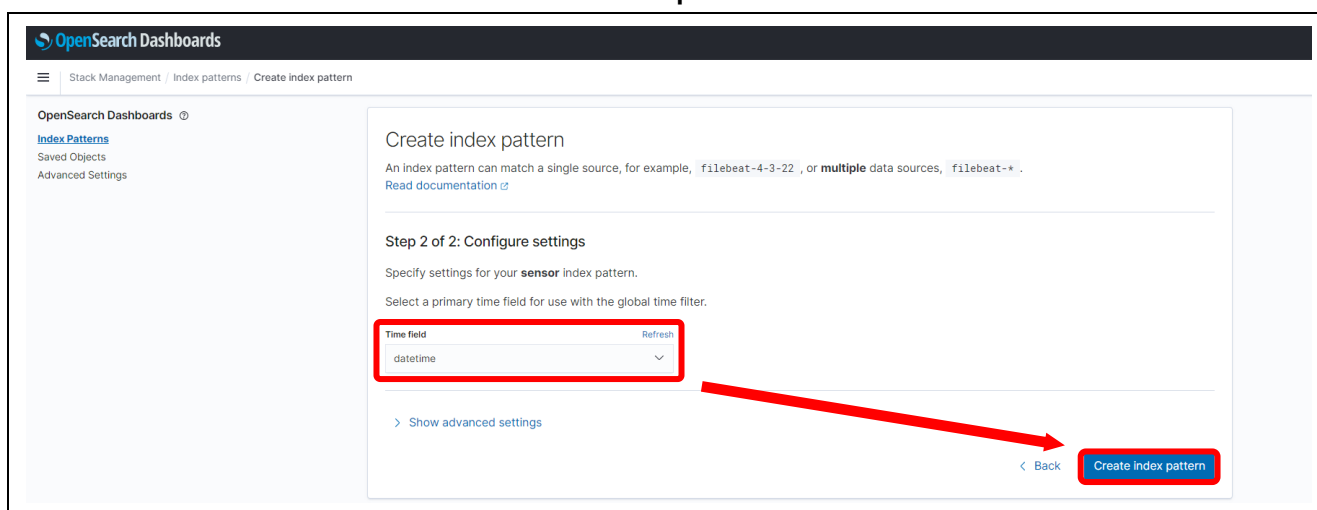 OpenSearch Dashboards
Stack Management / Index patterns / Create index pattern
OpenSearch Dashboards
Index Patterns
Saved Objects
Advanced Settings
Create index pattern
An index pattern can match a single source, for example, filebeat-4-3-22 , or multiple data sources, filebeat-* .
Read documentation
Step 2 of 2: Configure settings
Specify settings for your sensor index pattern.
Select a primary time field for use with the global time filter.
Time field Refresh
datetime
Show advanced settings
Back Create index pattern